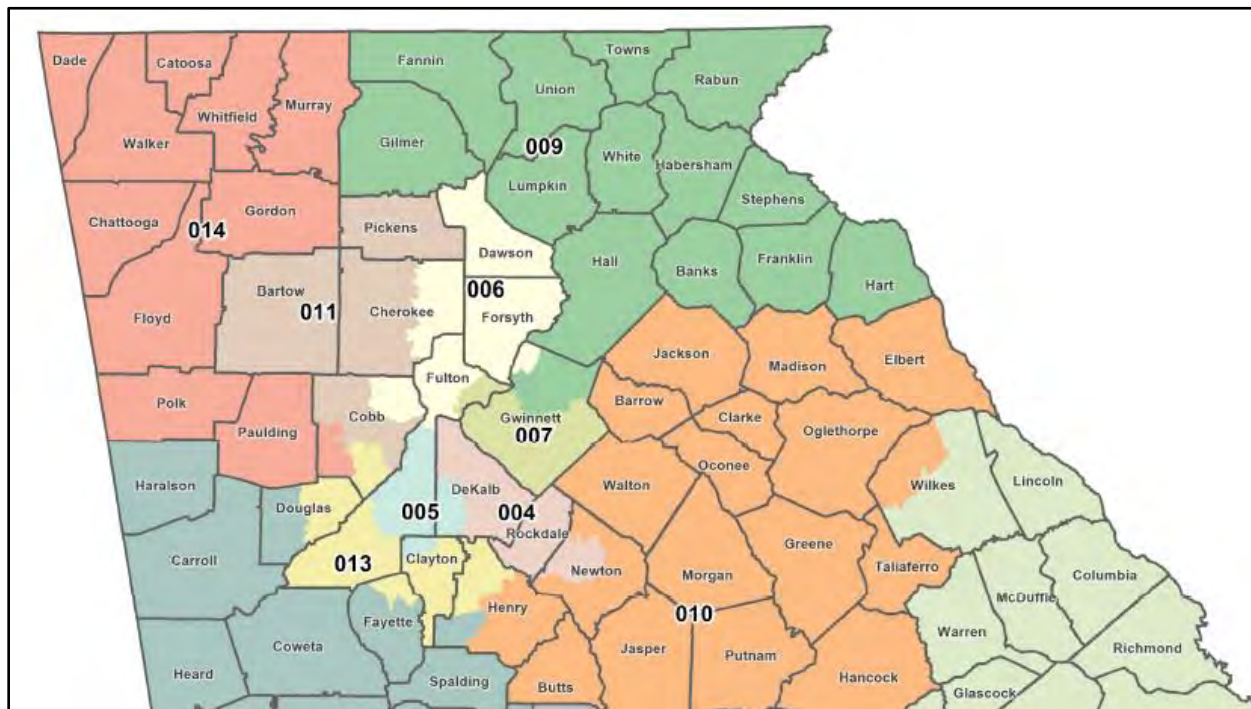 Dade
Catoosa
Fannin
Towns
Union
Rabun
Murray
Whitfield
Walker
Gilmer
009
White
Habersham
Lumpkin
Stephens
Chattooga
Gordon
014
Pickens
Dawson
Hall
Banks
Franklin
Hart
Bartow
011
Cherokee
006
Forsyth
Floyd
Jackson
Madison
Elbert
Fulton
Polk
Cobb
Gwinnett
007
Barrow
Clarke
Oglethorpe
Paulding
Oconee
Haralson
DeKalb
Walton
Wilkes
Lincoln
Douglas
005
004
Rockdale
Greene
Carroll
013
Clayton
Newton
Morgan
Taliaferro
Columbia
McDuffie
Henry
010
Fayette
Warren
Coweta
Jasper
Putnam
Richmond
Heard
Spalding
Butts
Hancock
Glascock